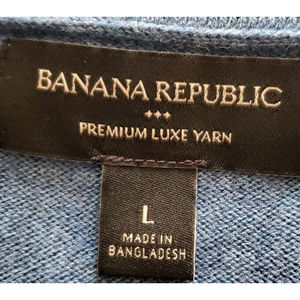 BANANA REPUBLIC
PREMIUM LUXE YARN
L
MADE IN
BANGLADESH